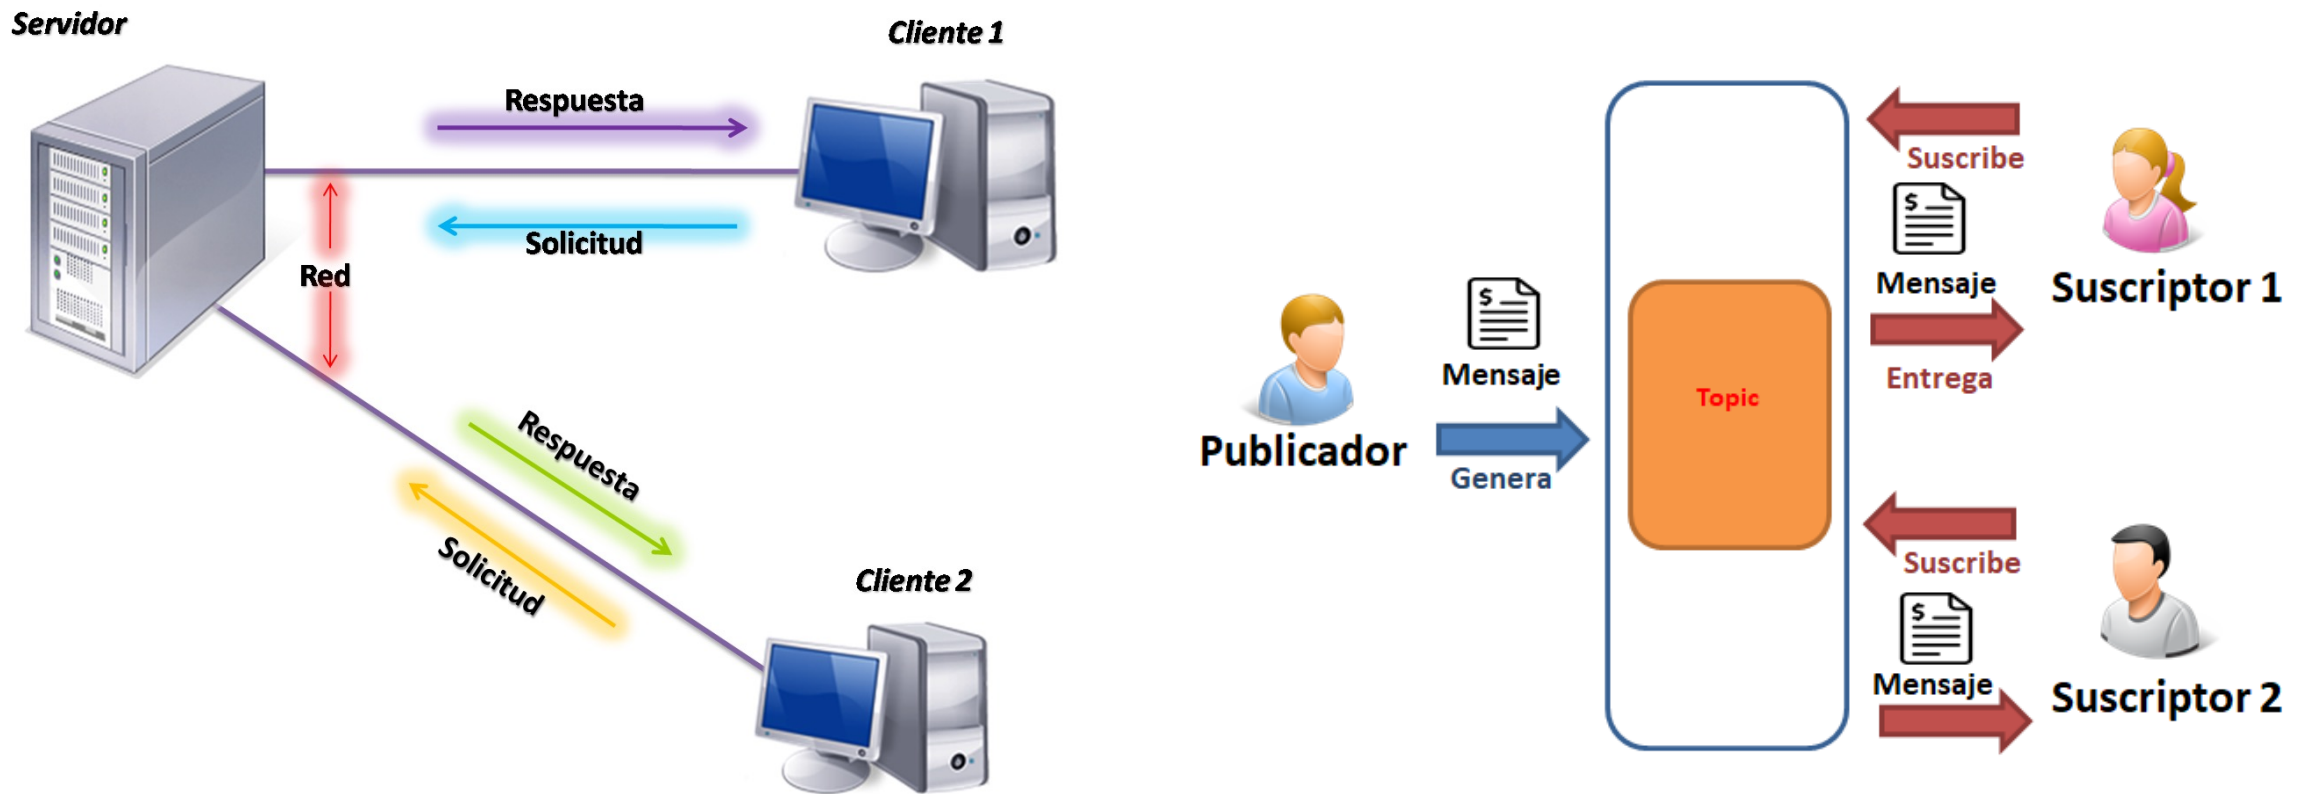 Servidor
Cliente 1
Respuesta
Solicitud
Red
Respuesta
Solicitud
Cliente 2
Publicador
$
Mensaje
Genera
Topic
Suscribe
$
Mensaje
Entrega
Suscriptor 1
Suscribe
$
Mensaje
Suscriptor 2